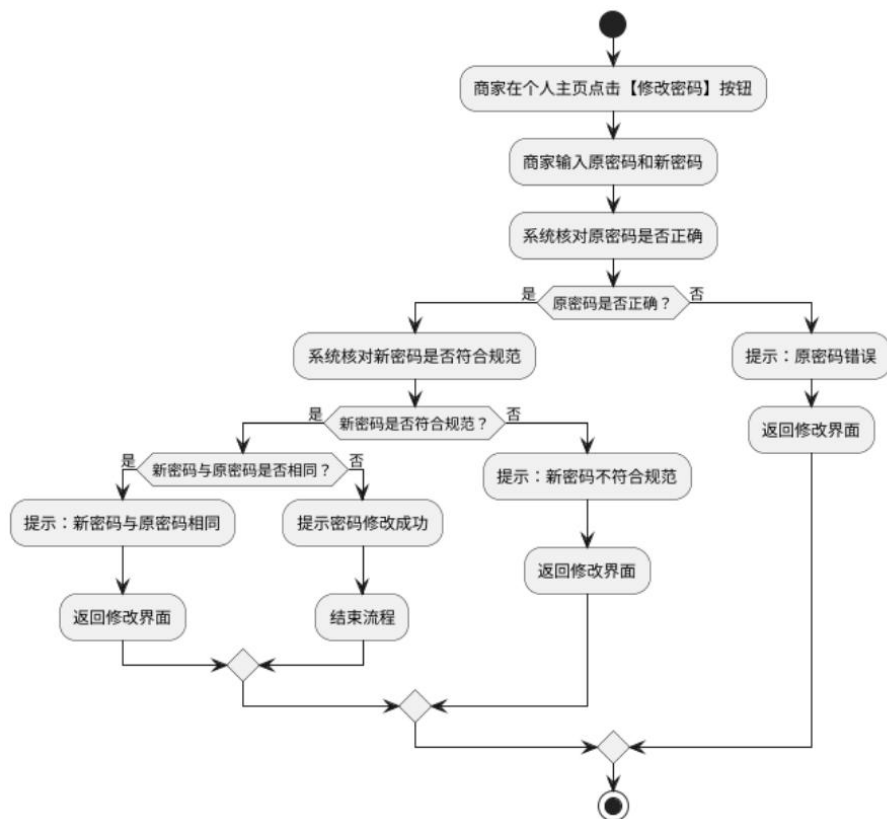 商家在个人主页点击【修改密码】按钮
商家输入原密码和新密码
系统核对原密码是否正确
是
原密码是否正确？
否
系统核对新密码是否符合规范
提示：原密码错误
是
新密码是否符合规范？
否
返回修改界面
是
新密码与原密码是否相同？
否
提示：新密码不符合规范
提示：新密码与原密码相同
提示密码修改成功
返回修改界面
返回修改界面
结束流程